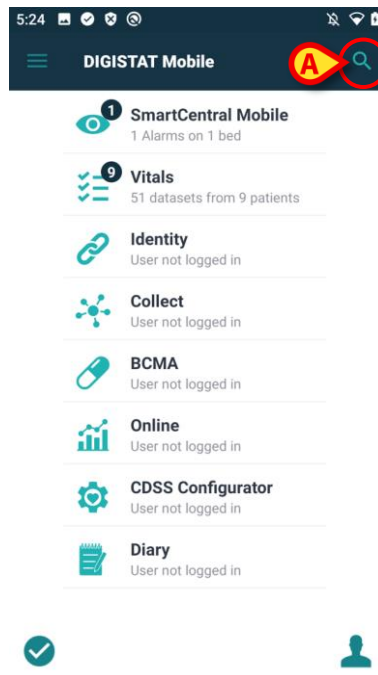 5:24
DIGISTAT Mobile
A
1
SmartCentral Mobile
1 Alarms on 1 bed
9
Vitals
51 datasets from 9 patients
Identity
User not logged in
Collect
User not logged in
BCMA
User not logged in
Online
User not logged in
CDSS Configurator
User not logged in
Diary
User not logged in